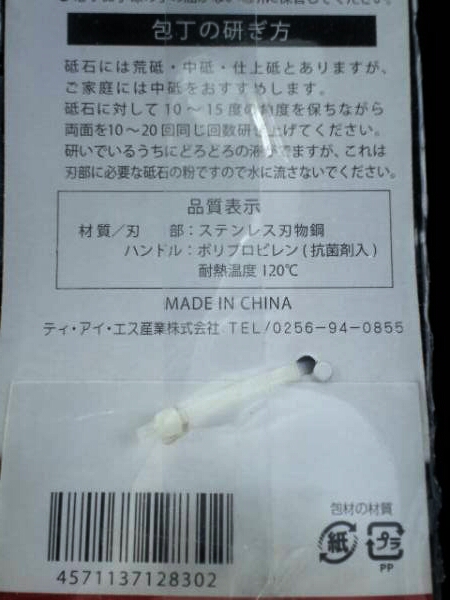 包丁の研ぎ方
砥石には荒砥・中砥・仕上砥とありますが、
ご家庭には中砥をおすすめします。
砥石に対して10～15度の角度を保ちながら
両面を10～20回同じ回数研ぎ上げてください。
研いでいるうちにどろどろの液がでますが、これは
刃部に必要な砥石の粉ですので水に流さないでください。
品質表示
材質/刃 部：ステンレス刃物鋼
ハンドル：ポリプロピレン(抗菌剤入)
耐熱温度 120℃
MADE IN CHINA
ティ・アイ・エス産業株式会社 TEL/0256-94-0855
包材の材質
紙 プラ
PP
4571137128302